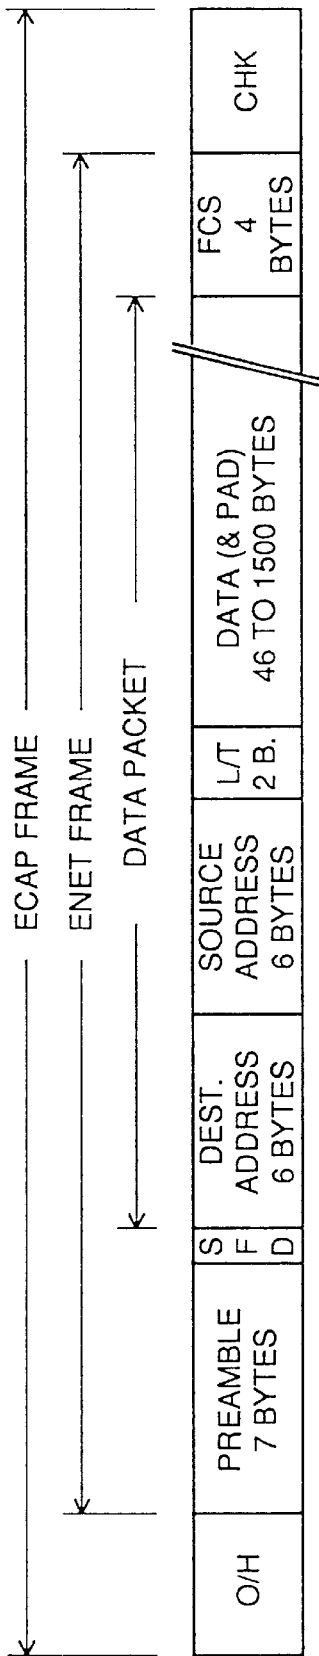 ECAP FRAME
ENET FRAME
DATA PACKET
O/H
PREAMBLE
7 BYTES
S
F
D
DEST.
ADDRESS
6 BYTES
SOURCE
ADDRESS
6 BYTES
L/T
2 B.
DATA (& PAD)
46 TO 1500 BYTES
FCS
4
BYTES
CHK